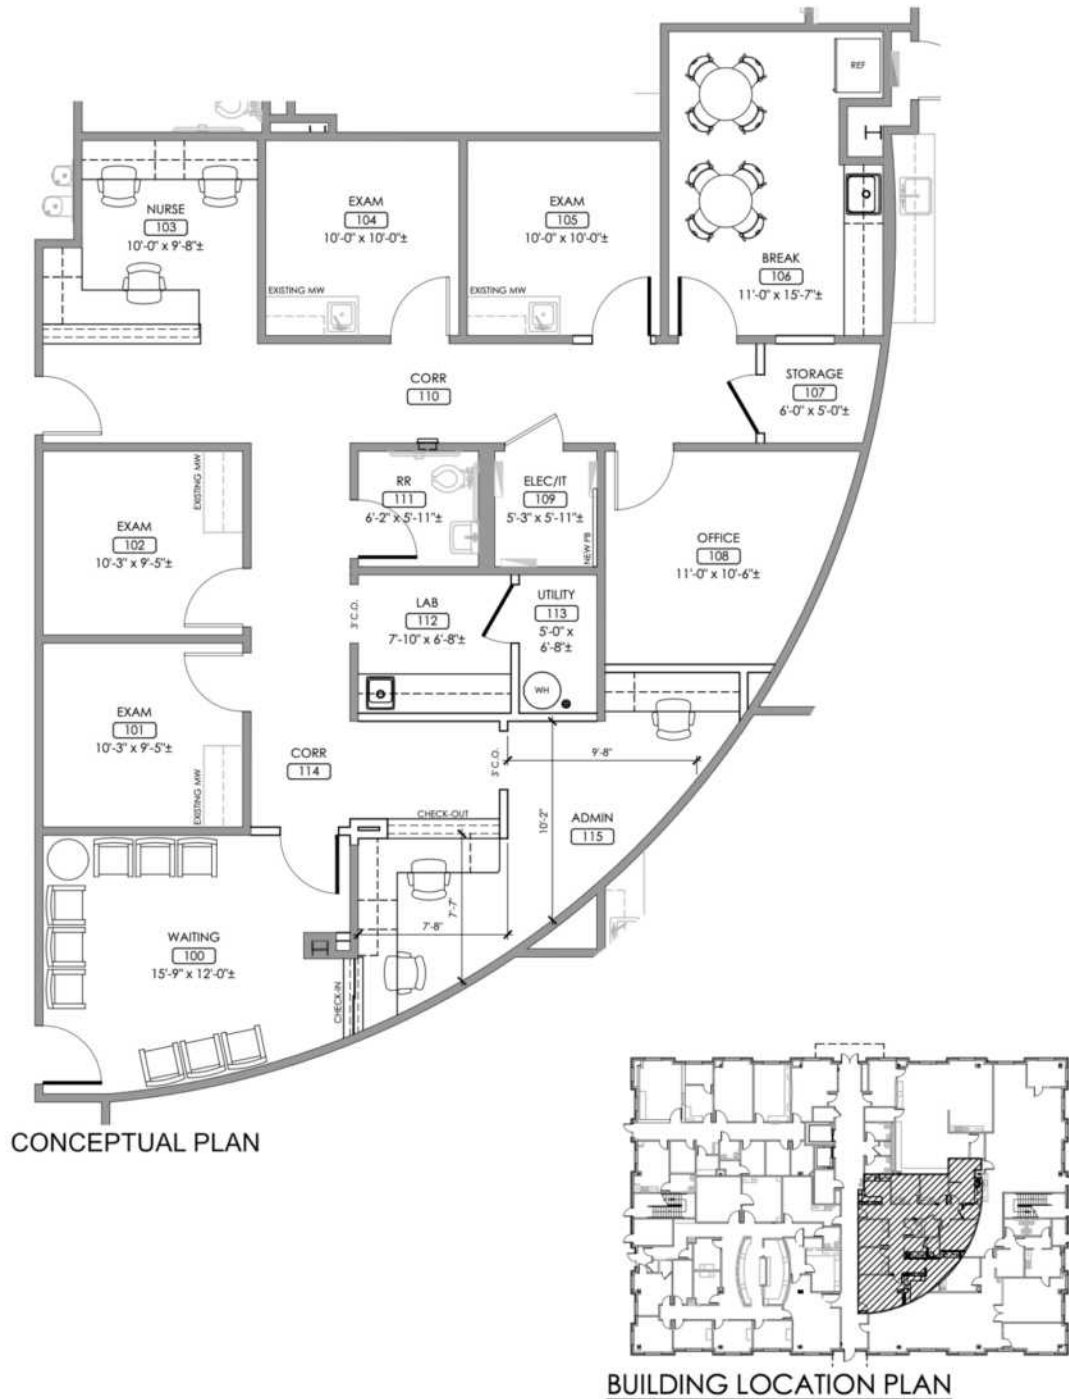 REF
NURSE
103
10'-0" x 9'-8"±
EXAM
104
10'-0" x 10'-0"±
EXISTING MW
EXAM
105
10'-0" x 10'-0"±
EXISTING MW
BREAK
106
11'-0" x 15'-7"±
CORR
110
STORAGE
107
6'-0" x 5'-0"±
EXISTING MW
EXAM
102
10'-3" x 9'-5"±
RR
111
6'-2" x 5'-11"±
ELEC/IT
109
5'-3" x 5'-11"±
NEW PB
OFFICE
108
11'-0" x 10'-6"±
3' C.O.
LAB
112
7'-10" x 6'-8"±
UTILITY
113
5'-0" x
6'-8"±
WH
EXAM
101
10'-3" x 9'-5"±
EXISTING MW
CORR
114
3' C.O.
9'-8"
10'-2"
ADMIN
115
CHECK-OUT
7'-7"
7'-8"
WAITING
100
15'-9" x 12'-0"±
CHECK-IN
CONCEPTUAL PLAN
BUILDING LOCATION PLAN